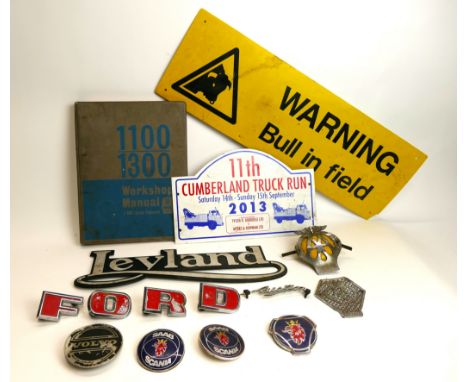 WARNING
Bull in field
1100
1300
Workshop
Manual
11th
CUMBERLAND TRUCK RUN
Saturday 14th - Sunday 15th September
2013
Leyland
FORD
VOLVO
SAAB
SCANIA
SAAB
SCANIA